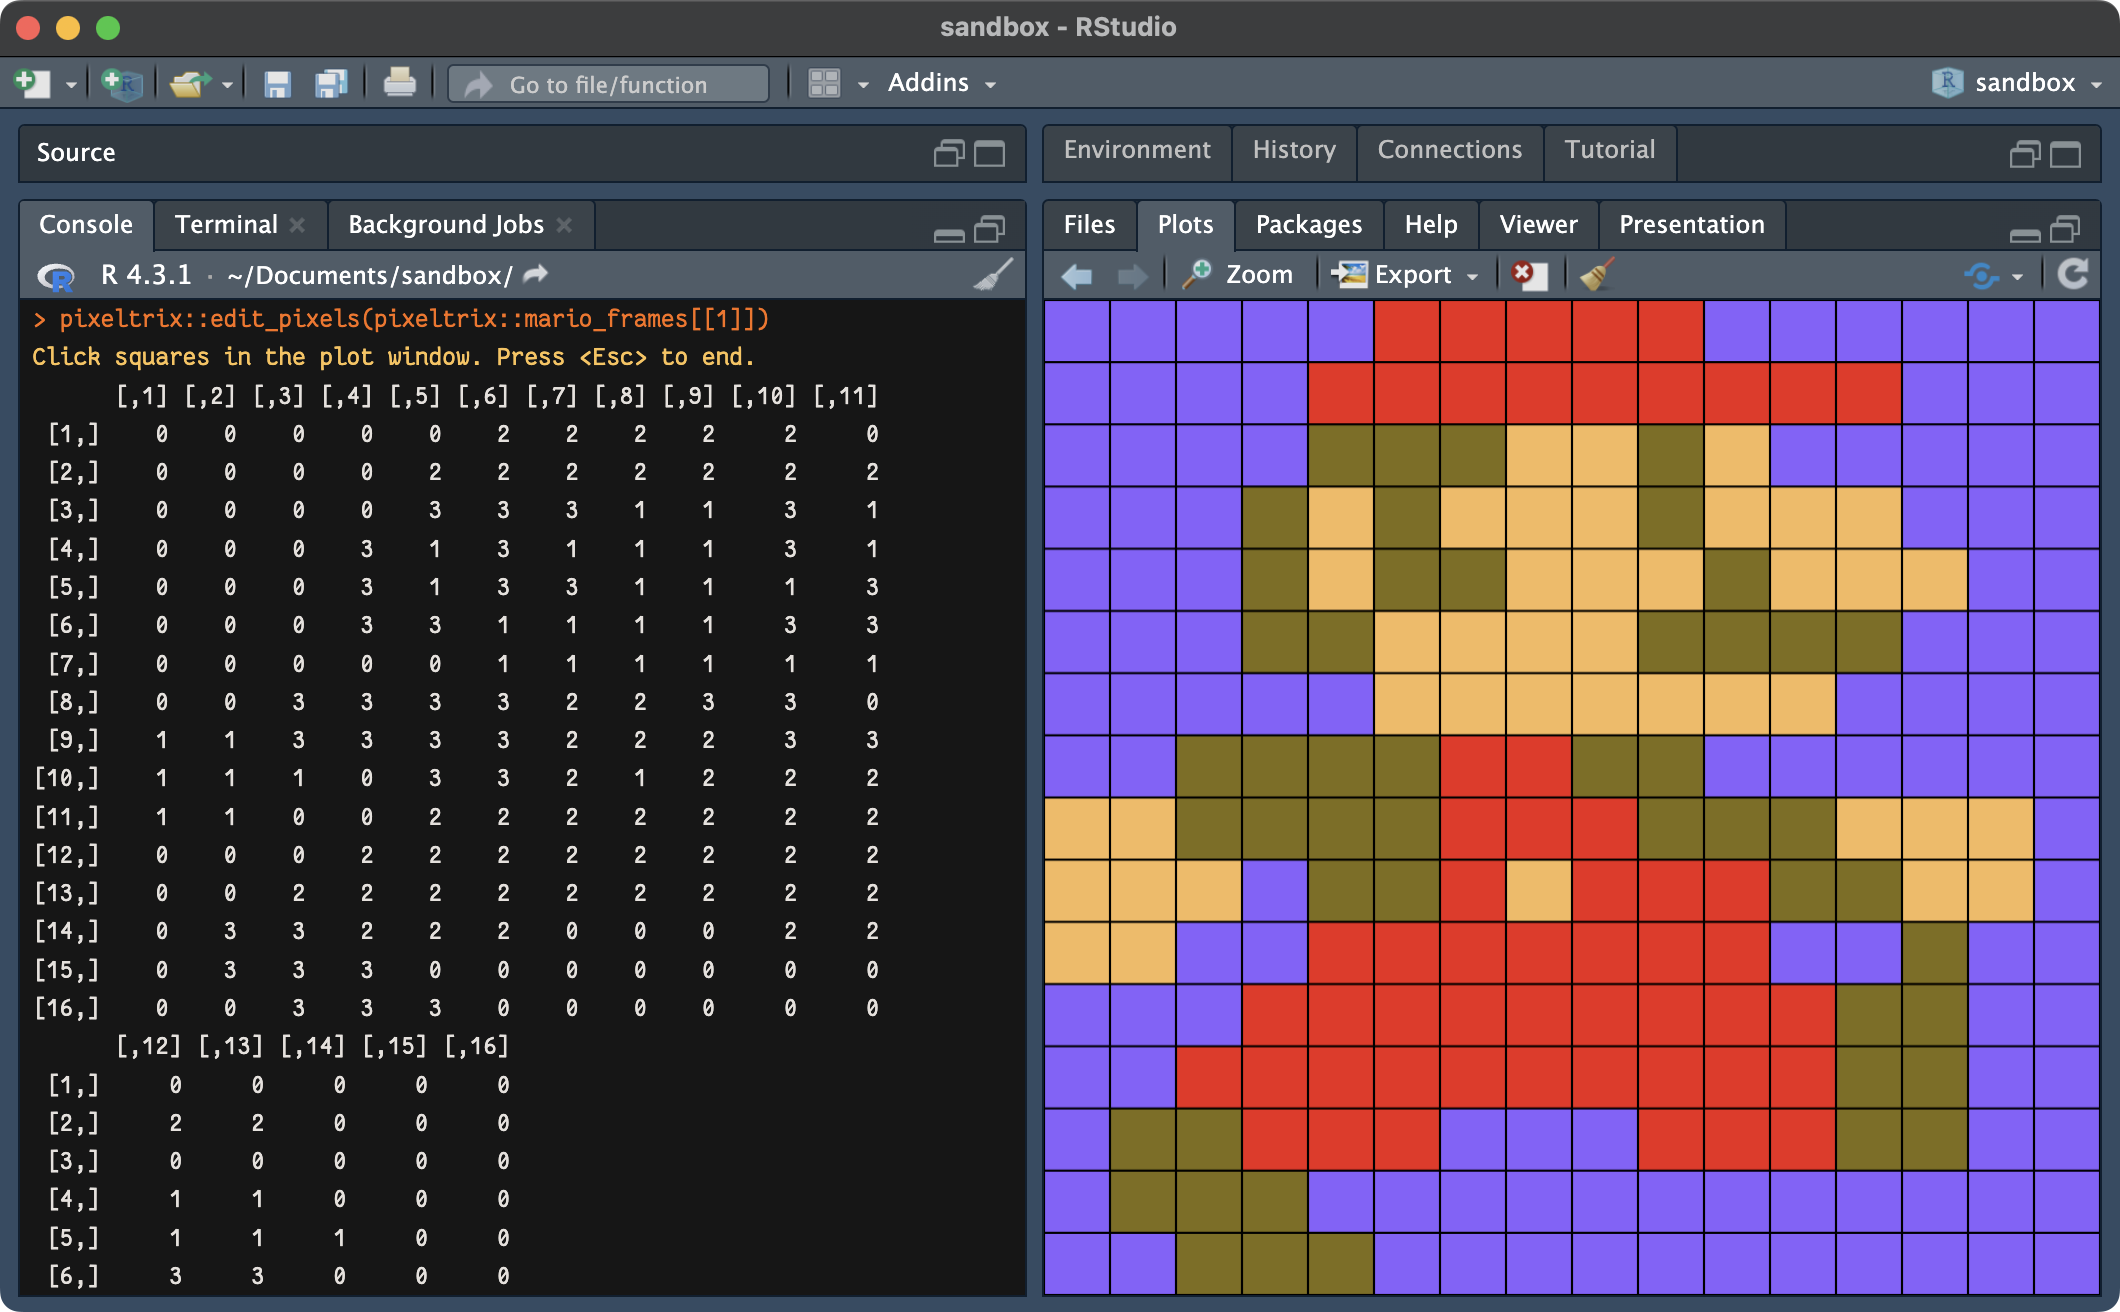 sandbox - RStudio
Go to file/function
Addins
sandbox
Source
Environment History Connections Tutorial
Console Terminal Background Jobs
Files Plots Packages Help Viewer Presentation
R 4.3.1 · ~/Documents/sandbox/
Zoom Export
> pixeltrix::edit_pixels(pixeltrix::mario_frames[[1]])
Click squares in the plot window. Press <Esc> to end.
[,1] [,2] [,3] [,4] [,5] [,6] [,7] [,8] [,9] [,10] [,11]
[1,] 0 0 0 0 0 2 2 2 2 2 0
[2,] 0 0 0 0 2 2 2 2 2 2 2
[3,] 0 0 0 0 3 3 3 1 1 3 1
[4,] 0 0 0 3 1 3 1 1 1 3 1
[5,] 0 0 0 3 1 3 3 1 1 1 3
[6,] 0 0 0 3 3 1 1 1 1 3 3
[7,] 0 0 0 0 0 1 1 1 1 1 1
[8,] 0 0 3 3 3 3 2 2 3 3 0
[9,] 1 1 3 3 3 3 2 2 2 3 3
[10,] 1 1 1 0 3 3 2 1 2 2 2
[11,] 1 1 0 0 2 2 2 2 2 2 2
[12,] 0 0 0 2 2 2 2 2 2 2 2
[13,] 0 0 2 2 2 2 2 2 2 2 2
[14,] 0 3 3 2 2 2 0 0 0 2 2
[15,] 0 3 3 3 0 0 0 0 0 0 0
[16,] 0 0 3 3 3 0 0 0 0 0 0
[,12] [,13] [,14] [,15] [,16]
[1,] 0 0 0 0 0
[2,] 2 2 0 0 0
[3,] 0 0 0 0 0
[4,] 1 1 0 0 0
[5,] 1 1 1 0 0
[6,] 3 3 0 0 0